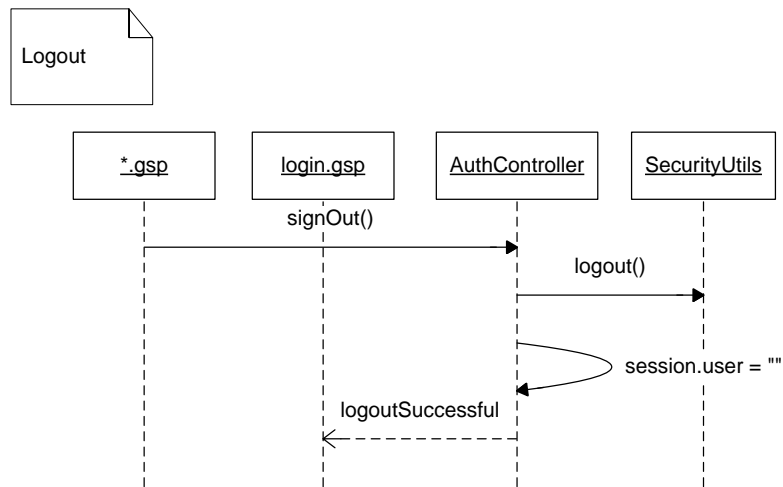 Logout
*.gsp
login.gsp
AuthController
SecurityUtils
signOut()
logout()
session.user = ""
logoutSuccessful